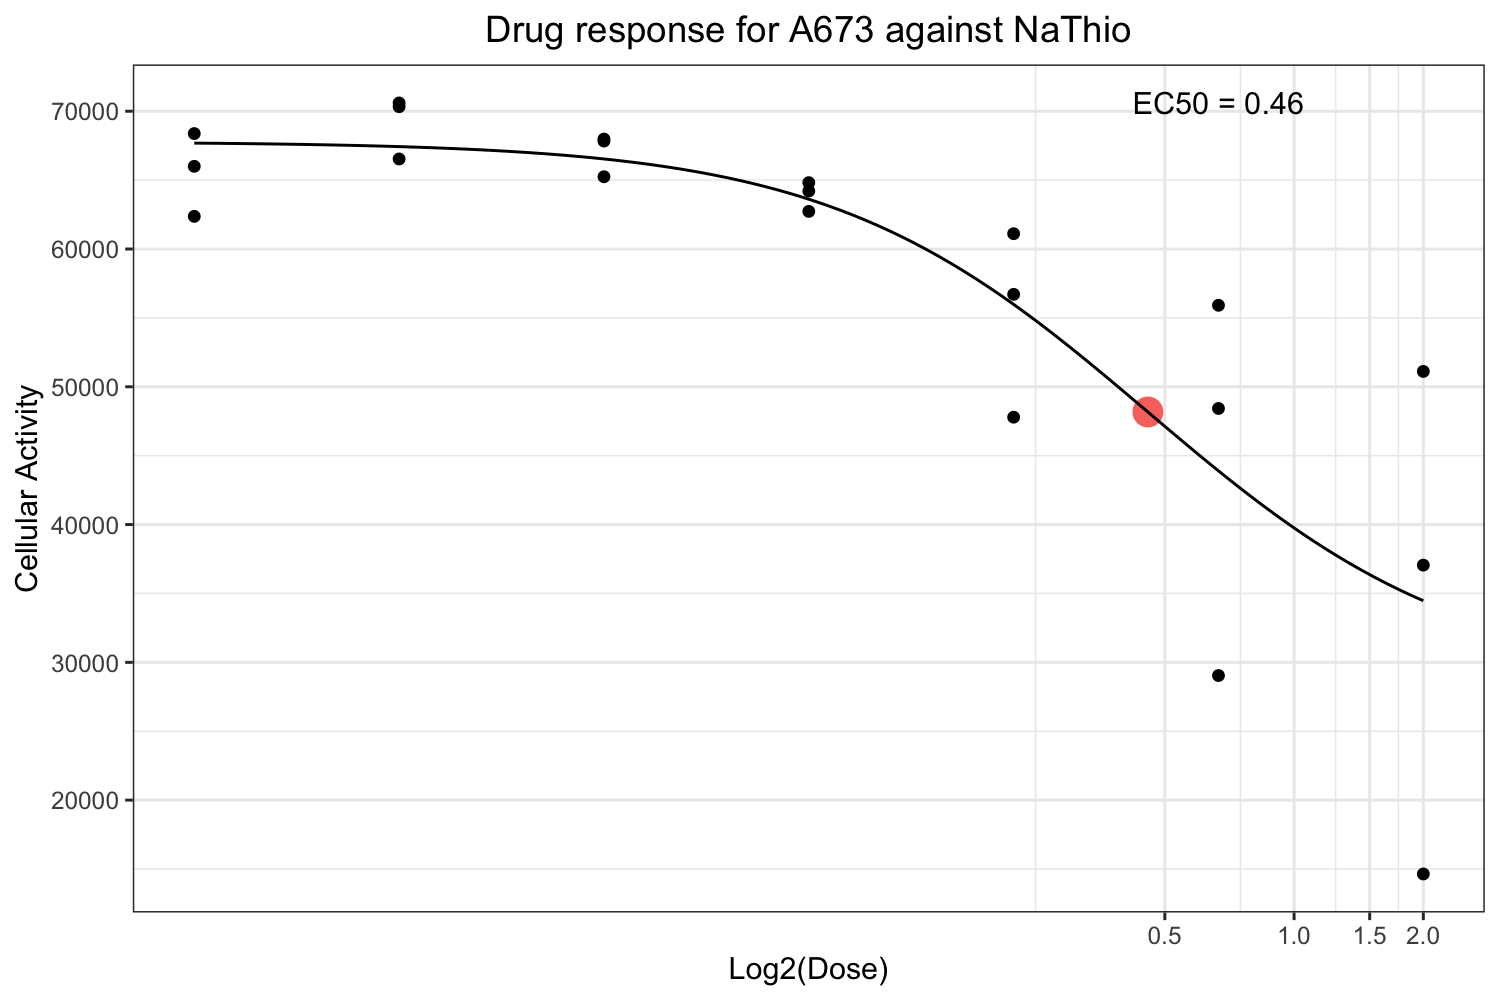 Drug response for A673 against NaThio
EC50 = 0.46
70000
60000
50000
40000
30000
20000
Cellular Activity
0.5 1.0 1.5 2.0
Log2(Dose)